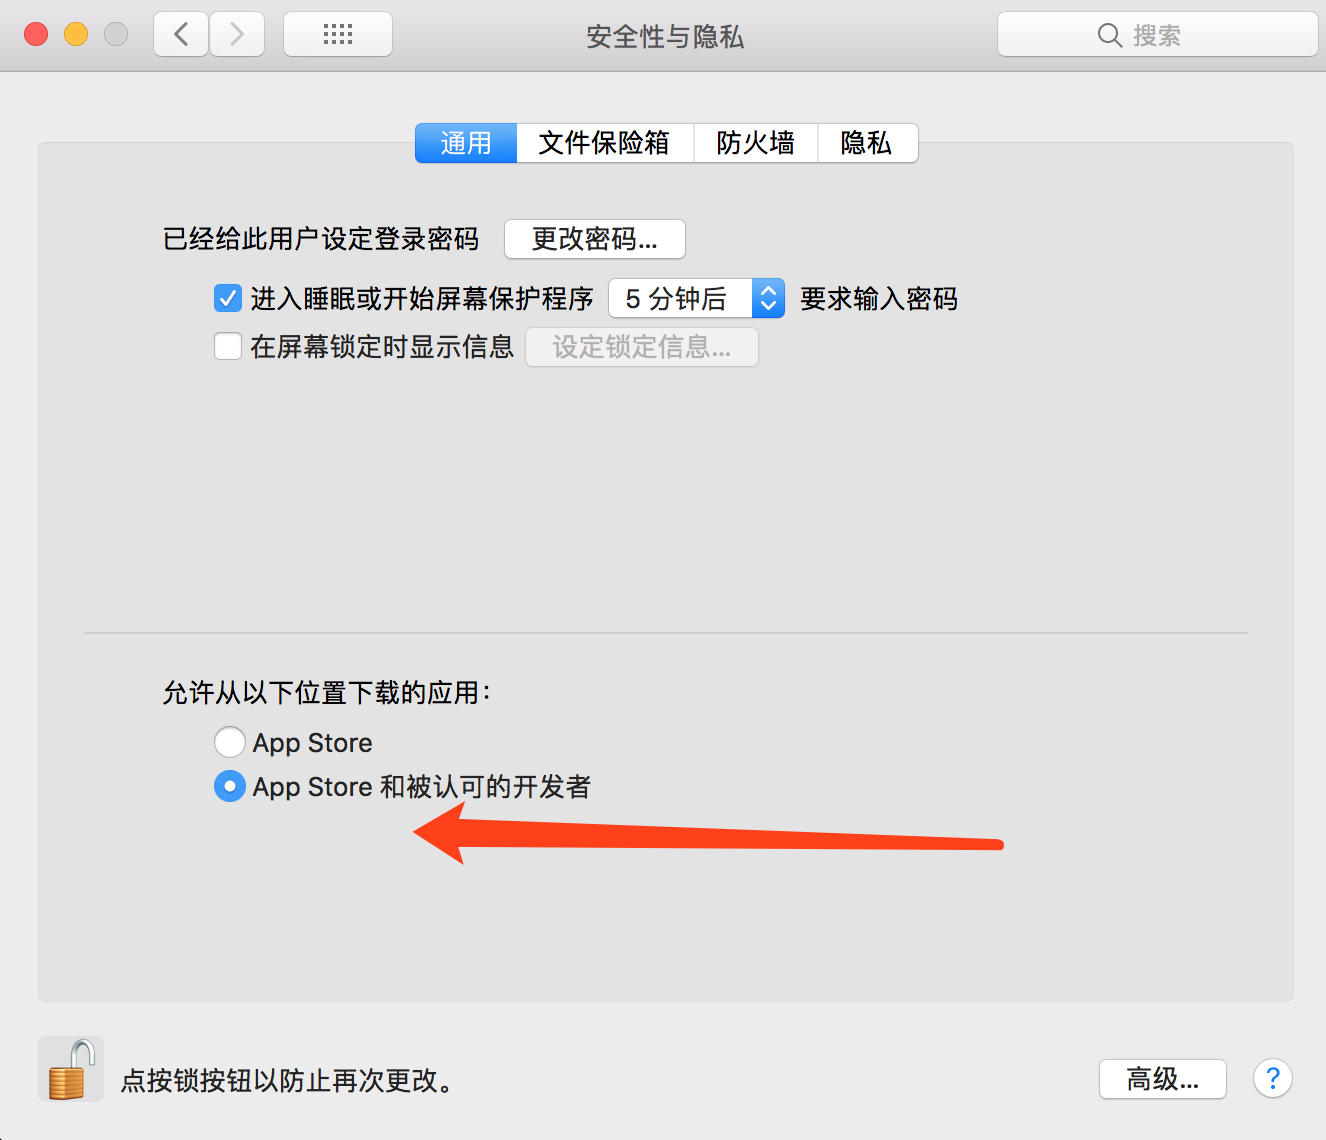 安全性与隐私
搜索
通用 文件保险箱 防火墙 隐私
已经给此用户设定登录密码 更改密码...
进入睡眠或开始屏幕保护程序 5 分钟后 要求输入密码
在屏幕锁定时显示信息 设定锁定信息...
允许从以下位置下载的应用：
App Store
App Store 和被认可的开发者
点按锁按钮以防止再次更改。
高级... ?